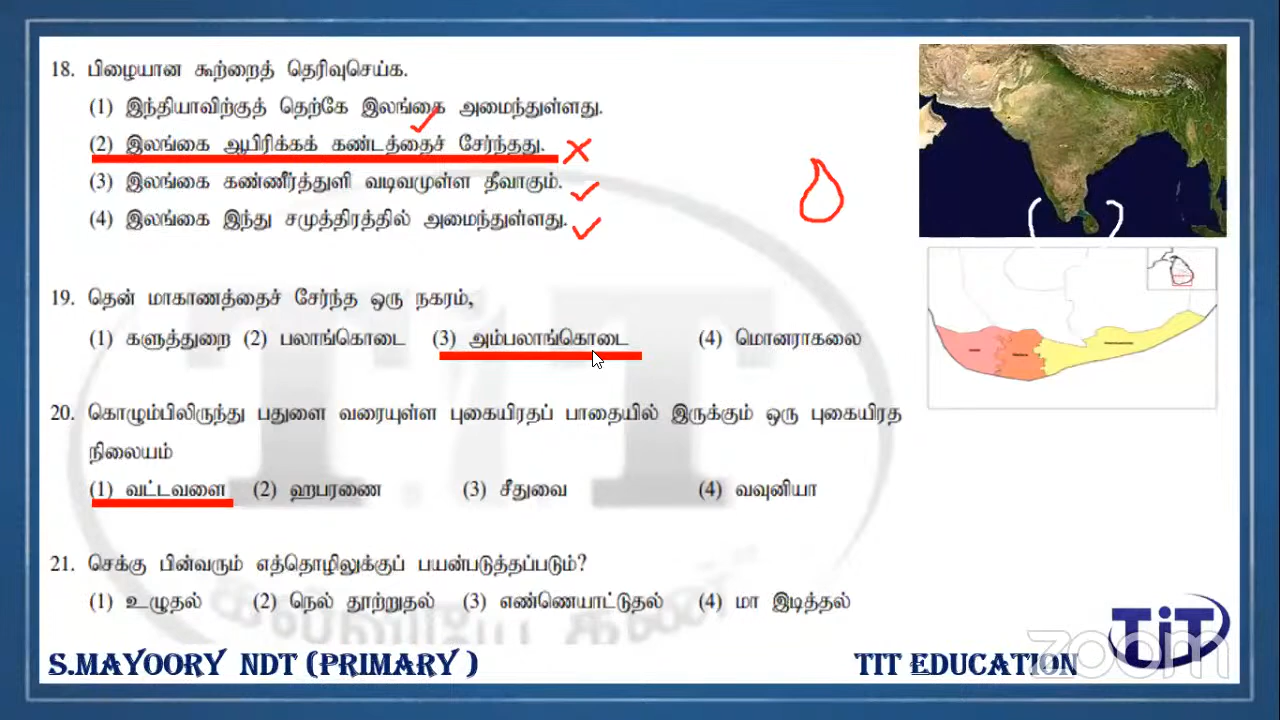 18. பிழையான கூற்றைத் தெரிவுசெய்க.
(1) இந்தியாவிற்குத் தெற்கே இலங்கை அமைந்துள்ளது.
(2) இலங்கை ஆபிரிக்கக் கண்டத்தைச் சேர்ந்தது.
(3) இலங்கை கண்ணீர்த்துளி வடிவமுள்ள தீவாகும்.
(4) இலங்கை இந்து சமுத்திரத்தில் அமைந்துள்ளது.
19. தென் மாகாணத்தைச் சேர்ந்த ஒரு நகரம்,
(1) களுத்துறை (2) பலாங்கொடை (3) அம்பலாங்கொடை (4) மொனராகலை
20. கொழும்பிலிருந்து பதுளை வரையுள்ள புகையிரதப் பாதையில் இருக்கும் ஒரு புகையிரத
நிலையம்
(1) வட்டவளை (2) ஹபரணை (3) சீதுவை (4) வவுனியா
21. செக்கு பின்வரும் எத்தொழிலுக்குப் பயன்படுத்தப்படும்?
(1) உழுதல் (2) நெல் தூற்றுதல் (3) எண்ணெயாட்டுதல் (4) மா இடித்தல்
S.MAYOORY NDT (PRIMARY )
TIT EDUCATION
TiT
zoom